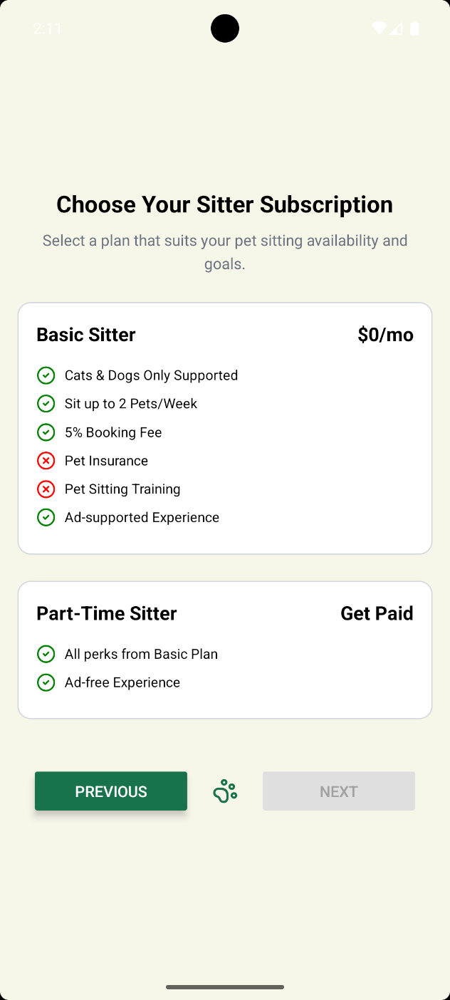 2:11
Choose Your Sitter Subscription
Select a plan that suits your pet sitting availability and
goals.
Basic Sitter $0/mo
Cats & Dogs Only Supported
Sit up to 2 Pets/Week
5% Booking Fee
Pet Insurance
Pet Sitting Training
Ad-supported Experience
Part-Time Sitter Get Paid
All perks from Basic Plan
Ad-free Experience
PREVIOUS NEXT